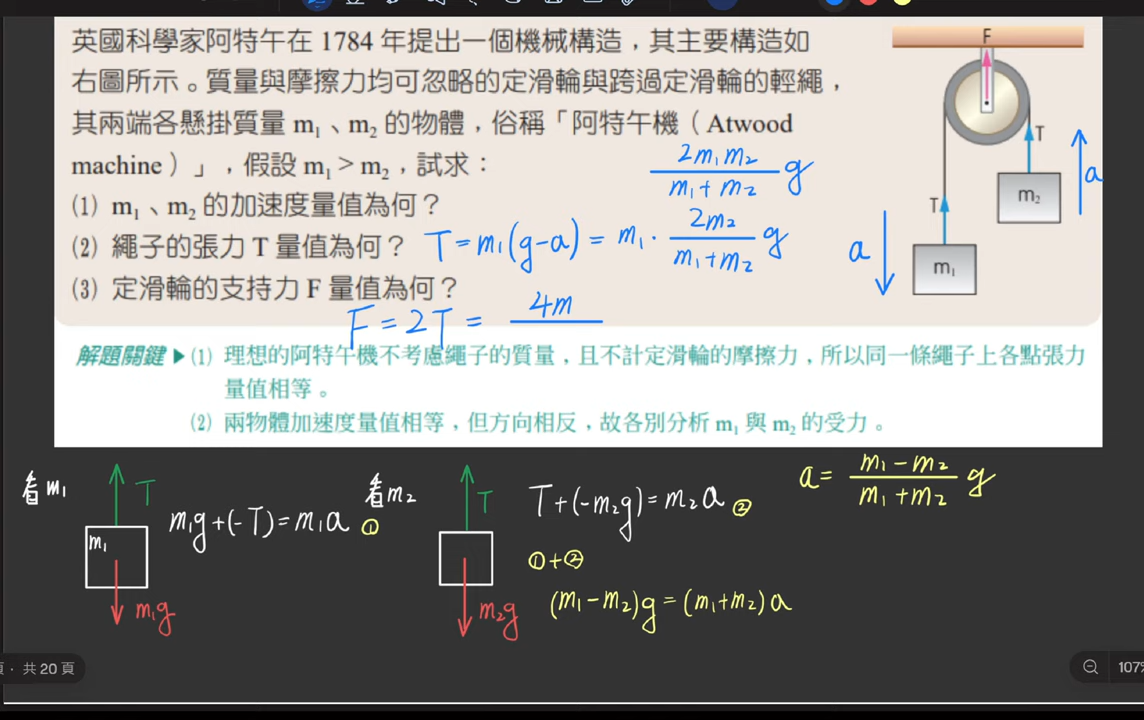 英國科學家阿特午在 1784 年提出一個機械構造，其主要構造如
右圖所示。質量與摩擦力均可忽略的定滑輪與跨過定滑輪的輕繩，
其兩端各懸掛質量 m₁、m₂ 的物體，俗稱「阿特午機（Atwood
machine）」，假設 m₁ > m₂，試求：
(1) m₁、m₂ 的加速度量值為何？
(2) 繩子的張力 T 量值為何？
(3) 定滑輪的支持力 F 量值為何？
2m₁m₂/(m₁+m₂) g
T=m₁(g-a)=m₁·2m₂/(m₁+m₂) g
F=2T=4m
F
T
m₂
a
T
a
m₁
解題關鍵▶(1) 理想的阿特午機不考慮繩子的質量，且不計定滑輪的摩擦力，所以同一條繩子上各點張力
量值相等。
(2) 兩物體加速度量值相等，但方向相反，故各別分析 m₁ 與 m₂ 的受力。
看m₁
T
m₁
m₁g
m₁g+(-T)=m₁a ①
看m₂
T
m₂g
T+(-m₂g)=m₂a ②
①+②
(m₁-m₂)g=(m₁+m₂)a
a=(m₁-m₂)/(m₁+m₂) g
頁· 共 20 頁
107%